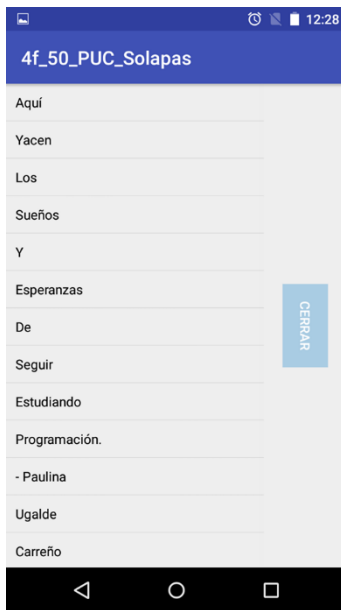 12:28
4f_50_PUC_Solapas
Aquí
Yacen
Los
Sueños
Y
Esperanzas
De
Seguir
Estudiando
Programación.
- Paulina
Ugalde
Carreño
CERRAR